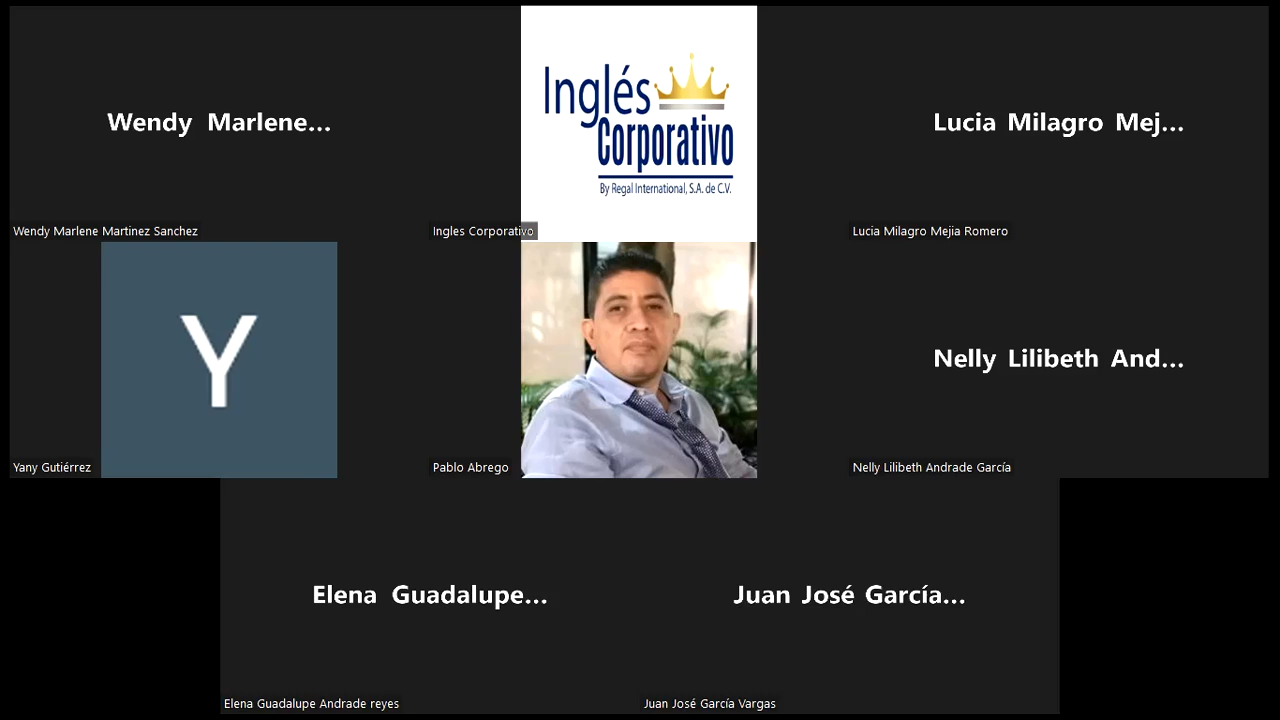 Wendy Marlene...
Wendy Marlene Martinez Sanchez
Inglés
Corporativo
By Regal International, S.A. de C.V.
Ingles Corporativo
Lucia Milagro Mej...
Lucia Milagro Mejia Romero
Y
Yany Gutiérrez
Pablo Abrego
Nelly Lilibeth And...
Nelly Lilibeth Andrade García
Elena Guadalupe...
Elena Guadalupe Andrade reyes
Juan José García...
Juan José García Vargas